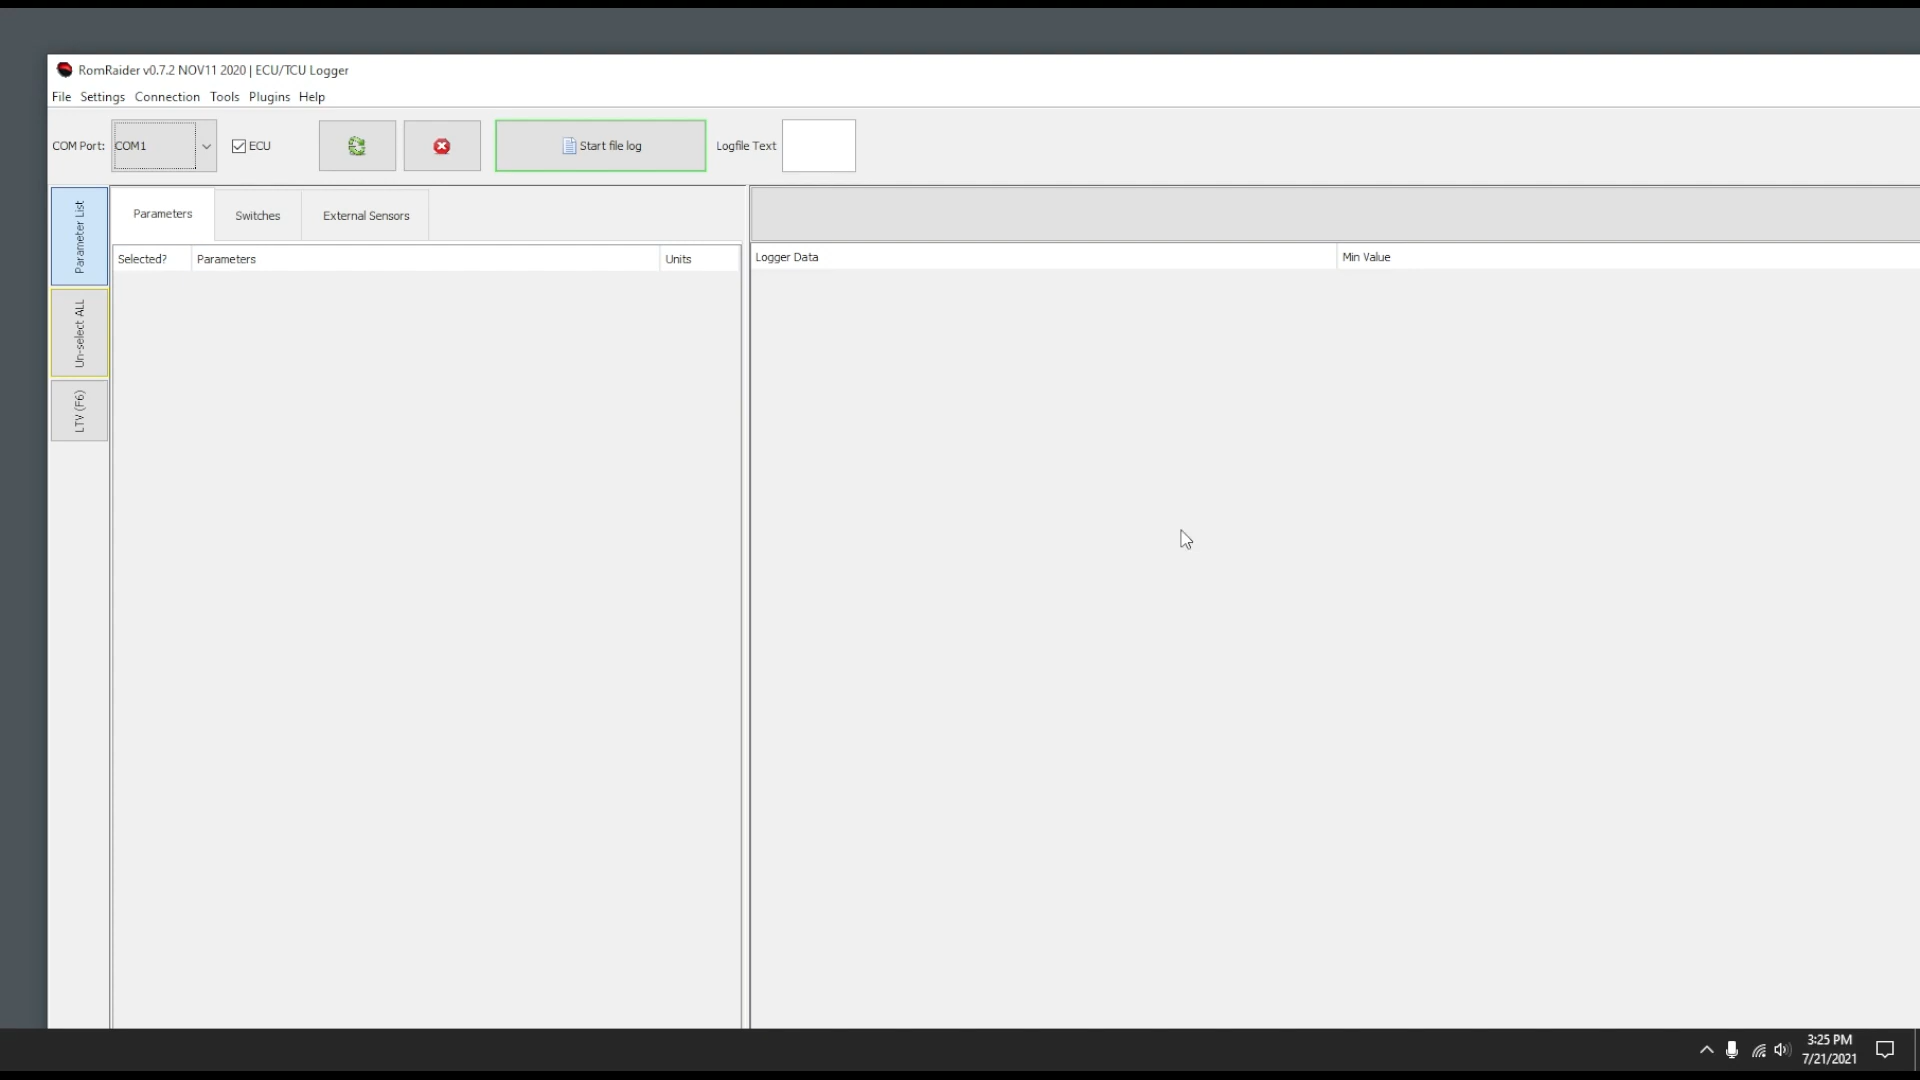 RomRaider v0.7.2 NOV11 2020 | ECU/TCU Logger
File Settings Connection Tools Plugins Help
COM Port: COM1 ECU Start file log Logfile Text
Parameter List
Un-select ALL
LTV (F6)
Parameters Switches External Sensors
Selected? Parameters Units
Logger Data Min Value
3:25 PM
7/21/2021